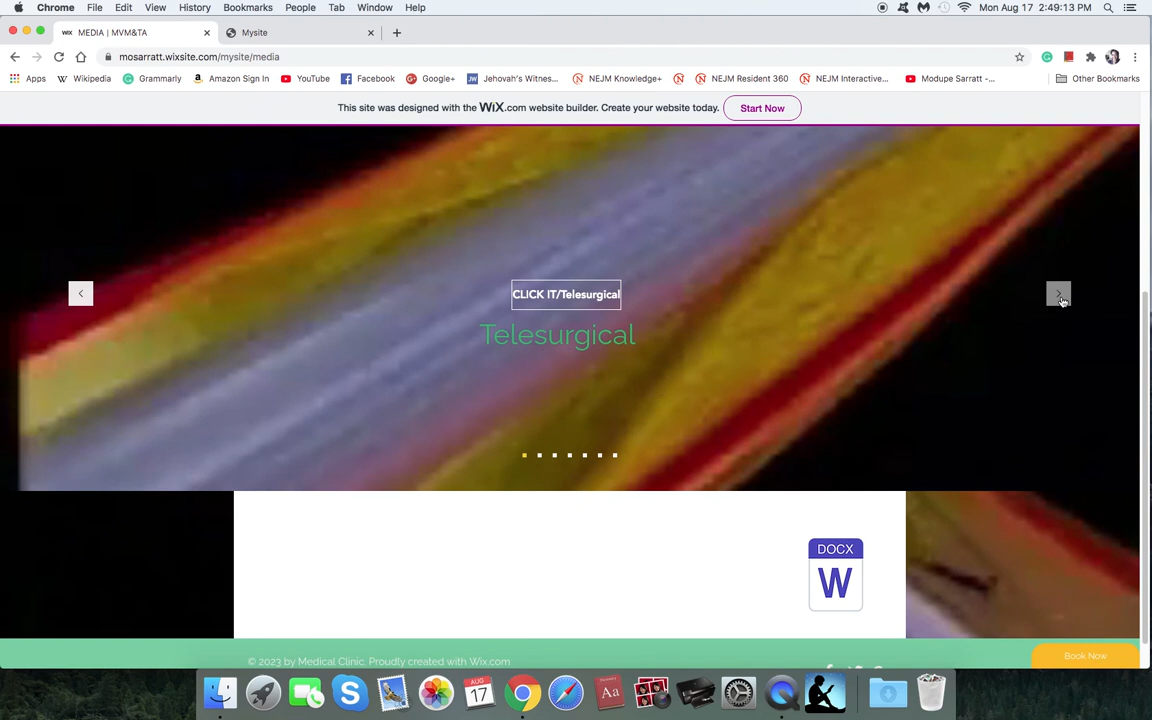 Chrome File Edit View History Bookmarks People Tab Window Help Mon Aug 17 2:49:13 PM
WiX MEDIA | MVM&TA Mysite
mosarratt.wixsite.com/mysite/media
Apps Wikipedia Grammarly Amazon Sign In YouTube Facebook Google+ Jehovah's Witnes... NEJM Knowledge+ NEJM Resident 360 NEJM Interactive... Modupe Sarratt -... Other Bookmarks
This site was designed with the WiX.com website builder. Create your website today. Start Now
CLICK IT/Telesurgical
Telesurgical
DOCX
W
© 2023 by Medical Clinic. Proudly created with Wix.com
Book Now
AUG
17
Aa